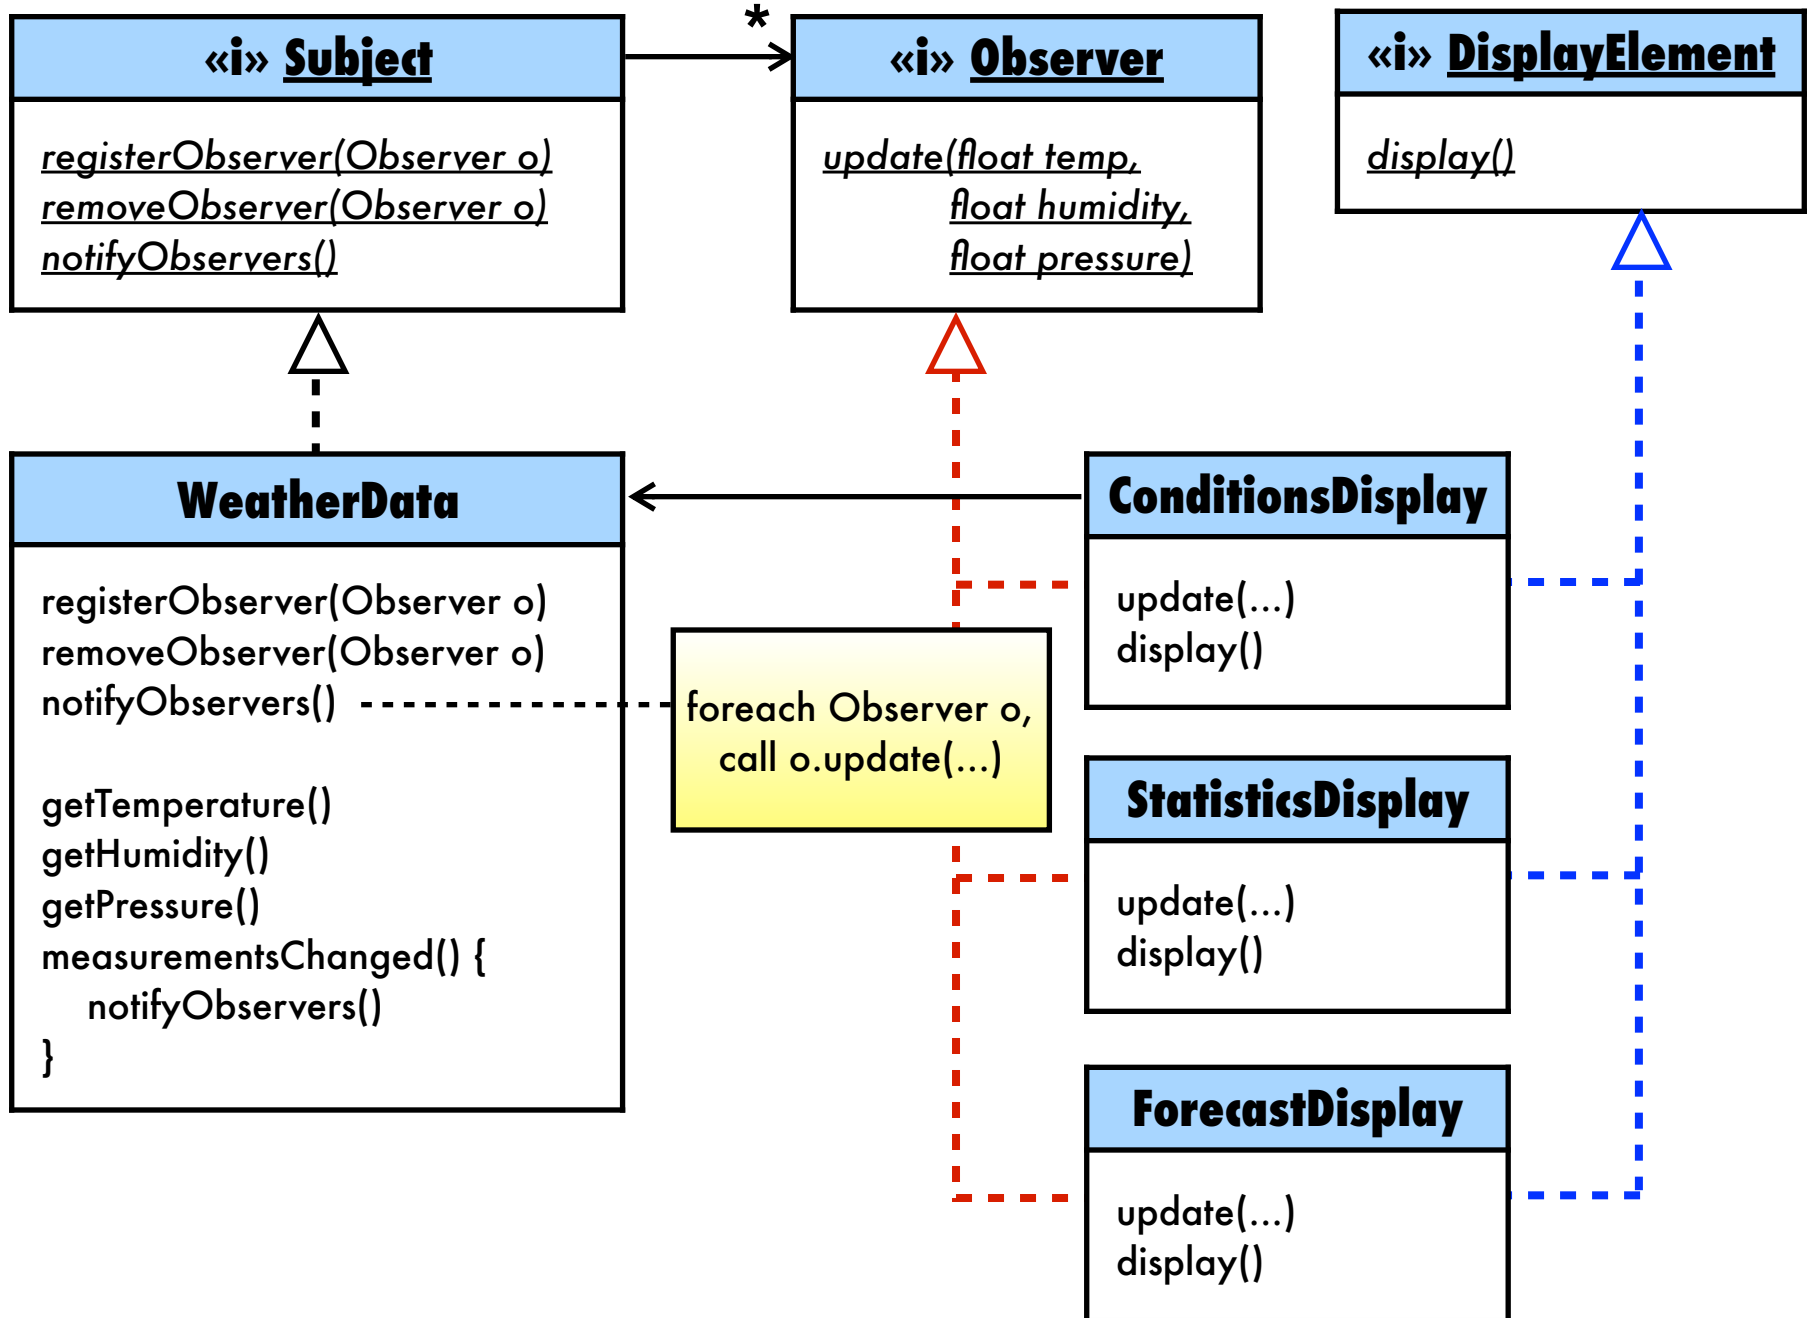 «i» Subject
registerObserver(Observer o)
removeObserver(Observer o)
notifyObservers()
*
«i» Observer
update(float temp,
float humidity,
float pressure)
«i» DisplayElement
display()
WeatherData
registerObserver(Observer o)
removeObserver(Observer o)
notifyObservers()
getTemperature()
getHumidity()
getPressure()
measurementsChanged() {
notifyObservers()
}
foreach Observer o,
call o.update(...)
ConditionsDisplay
update(...)
display()
StatisticsDisplay
update(...)
display()
ForecastDisplay
update(...)
display()